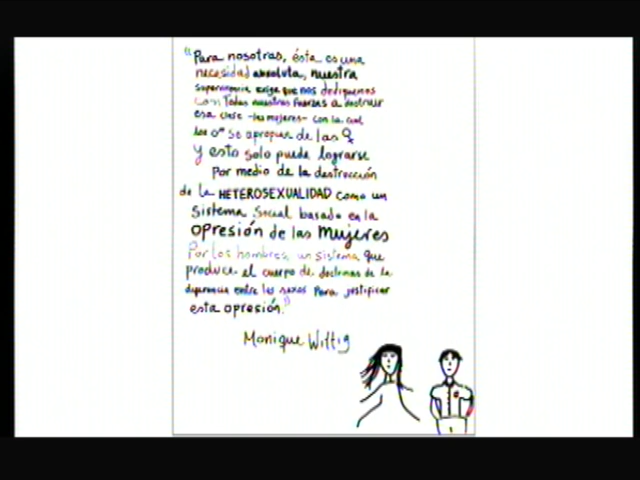 “Para nosotras, ésta es una
necesidad absoluta, nuestra
supervivencia exige que nos dediquemos
con todas nuestras fuerzas a destruir
esa clase -las mujeres- con la cual
los ♂ se apropian de las ♀
y esto solo puede lograrse
por medio de la destrucción
de la HETEROSEXUALIDAD como un
sistema social basado en la
opresión de las mujeres
Por los hombres, un sistema que
produce el cuerpo de doctrinas de la
diferencia entre los sexos para justificar
esta opresión.”
Monique Wittig